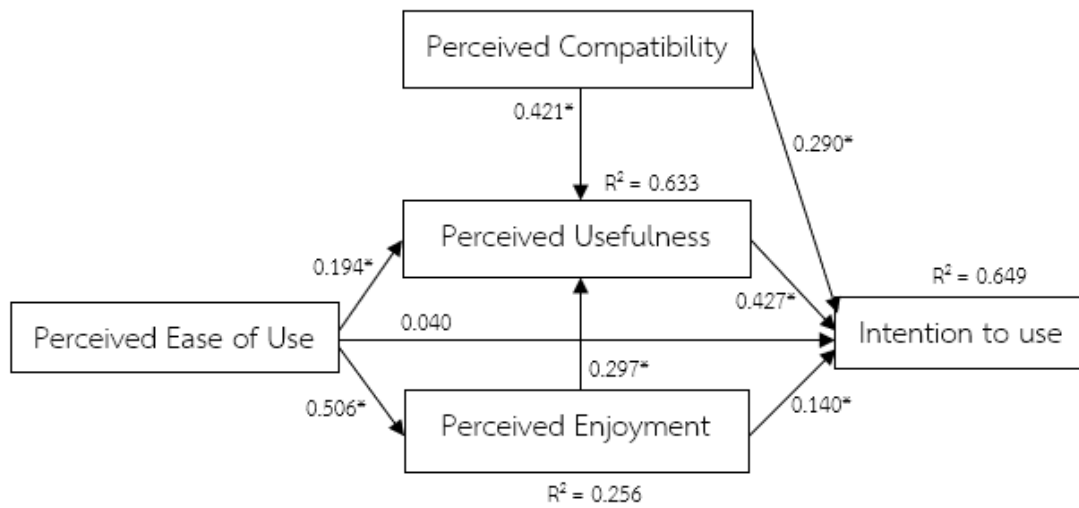 Perceived Compatibility
0.421*
0.290*
R² = 0.633
Perceived Usefulness
0.194*
0.427*
R² = 0.649
Perceived Ease of Use
0.040
Intention to use
0.297*
0.506*
0.140*
Perceived Enjoyment
R² = 0.256